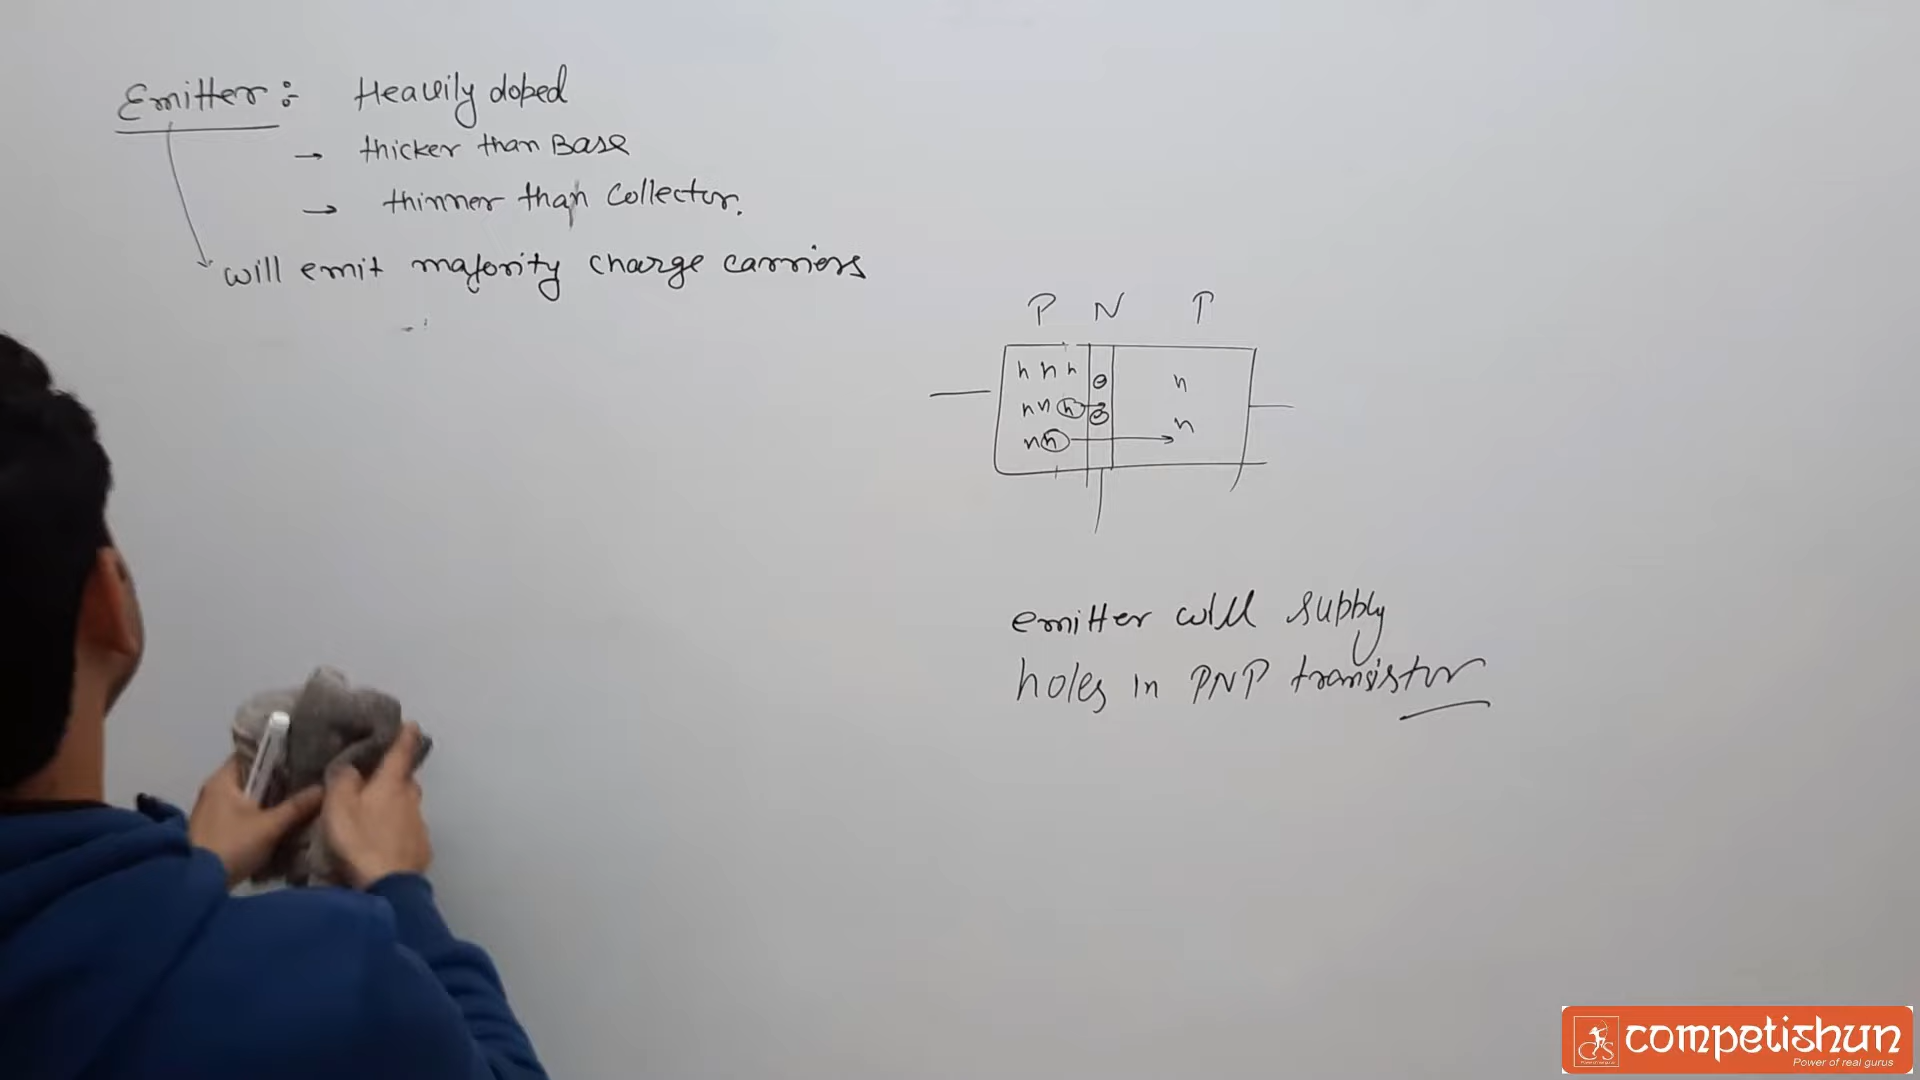 Emitter :- Heavily doped
→ thicker than Base
→ thinner than Collector.
will emit majority charge carriers
P N P
h h h
h h h
h h
⊖
⊖
h
h
emitter will supply
holes in PNP transistor
competishun
Power of real gurus